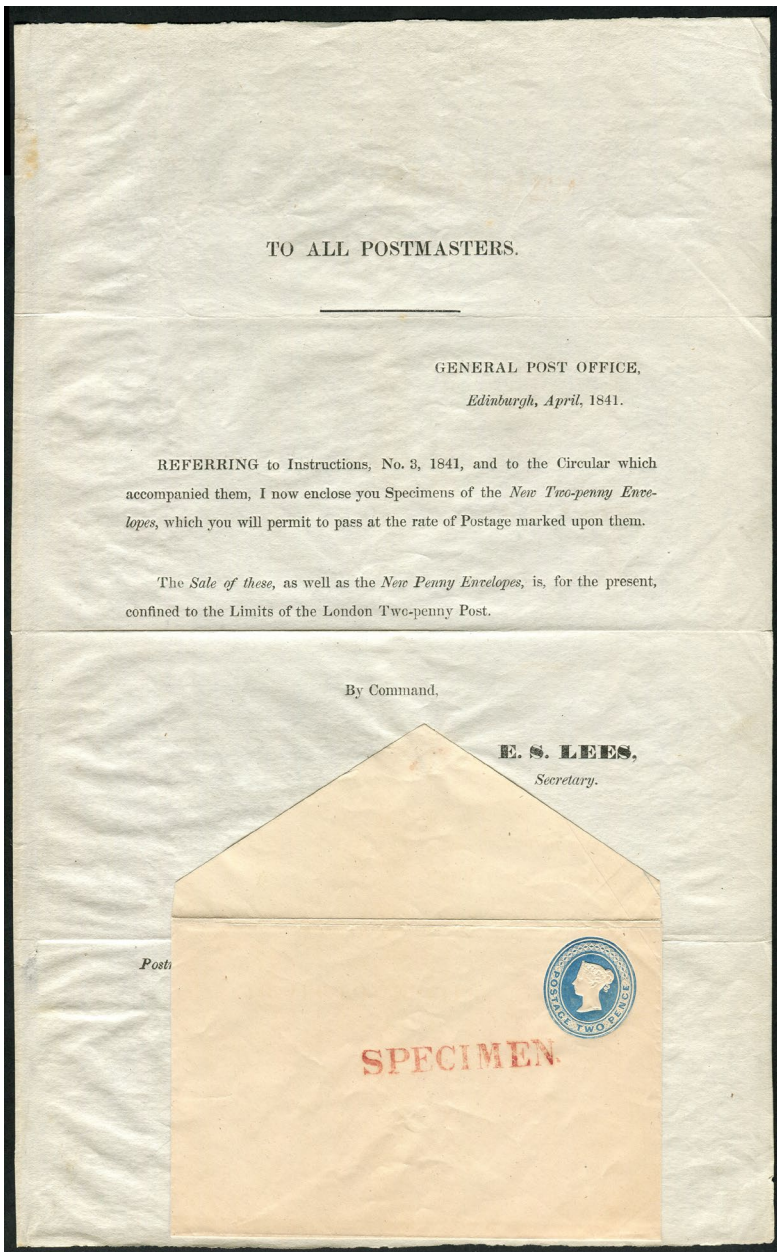 TO ALL POSTMASTERS.
GENERAL POST OFFICE,
Edinburgh, April, 1841.
REFERRING to Instructions, No. 3, 1841, and to the Circular which
accompanied them, I now enclose you Specimens of the New Two-penny Enve-
lopes, which you will permit to pass at the rate of Postage marked upon them.
The Sale of these, as well as the New Penny Envelopes, is, for the present,
confined to the Limits of the London Two-penny Post.
By Command,
E. S. LEES,
Secretary.
POSTAGE TWO PENCE
SPECIMEN